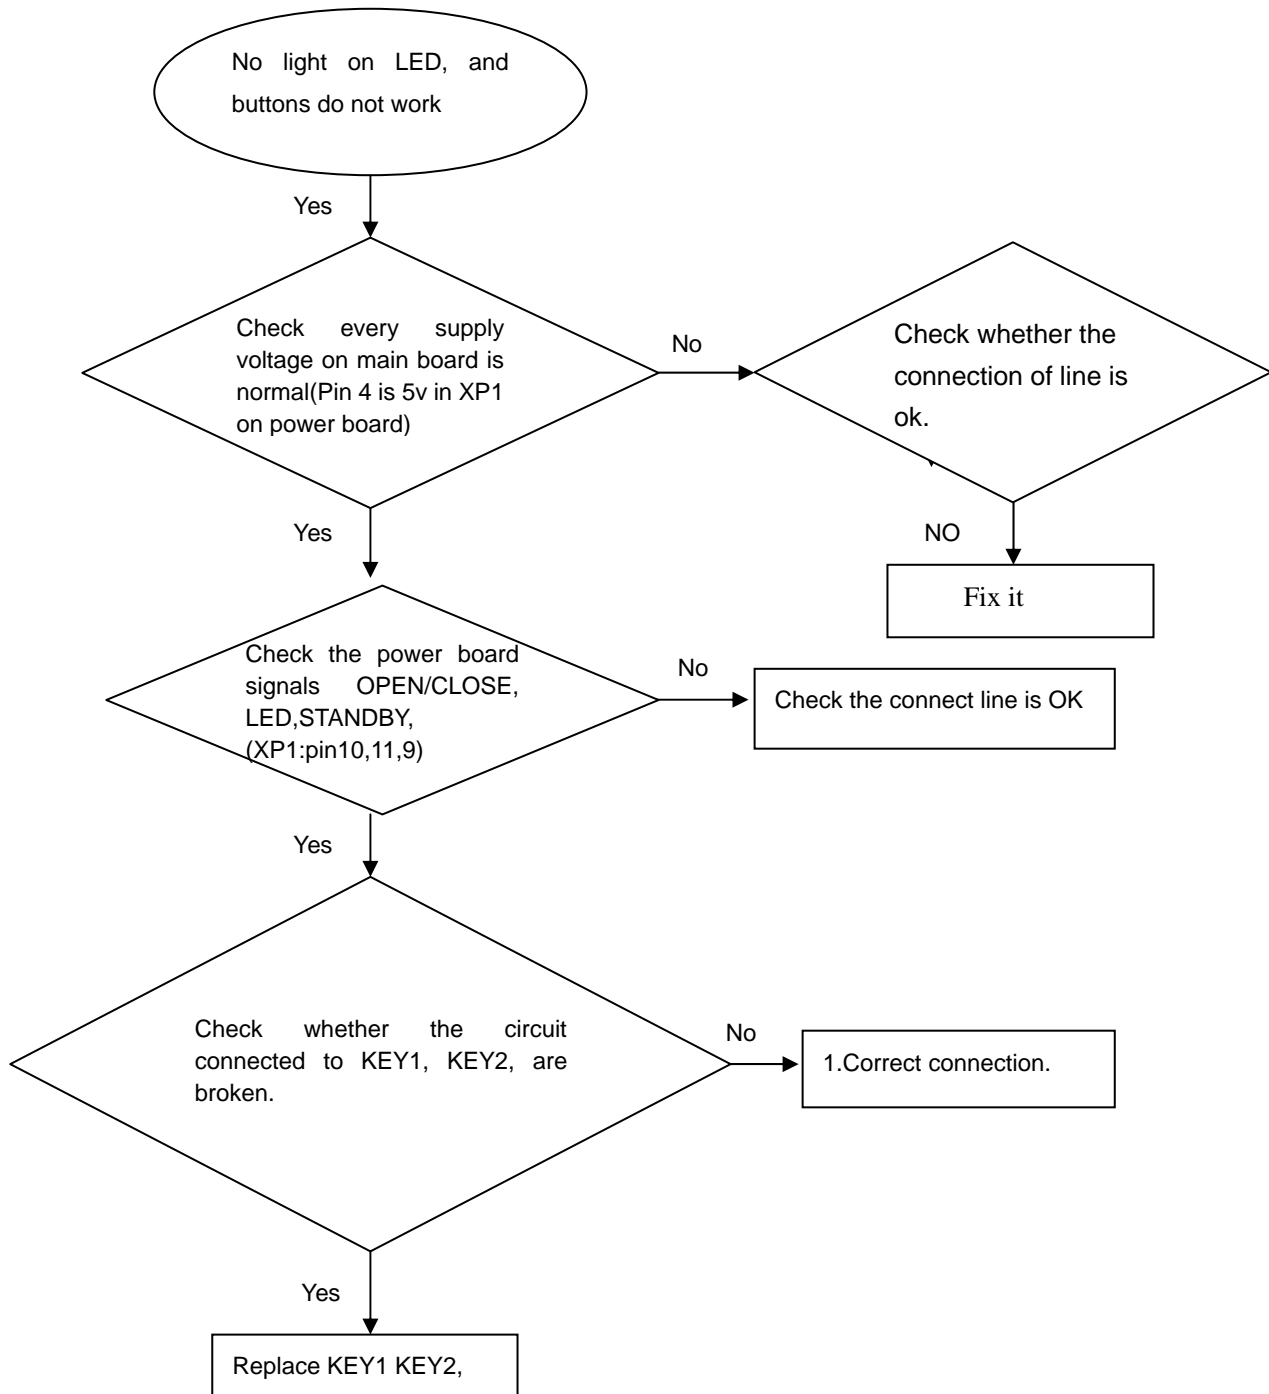 No light on LED, and
buttons do not work
Yes
Check every supply
voltage on main board is
normal(Pin 4 is 5v in XP1
on power board)
No
Check whether the
connection of line is
ok.
Yes
NO
Fix it
Check the power board
signals OPEN/CLOSE,
LED,STANDBY,
(XP1:pin10,11,9)
No
Check the connect line is OK
Yes
Check whether the circuit
connected to KEY1, KEY2, are
broken.
No
1.Correct connection.
Yes
Replace KEY1 KEY2,